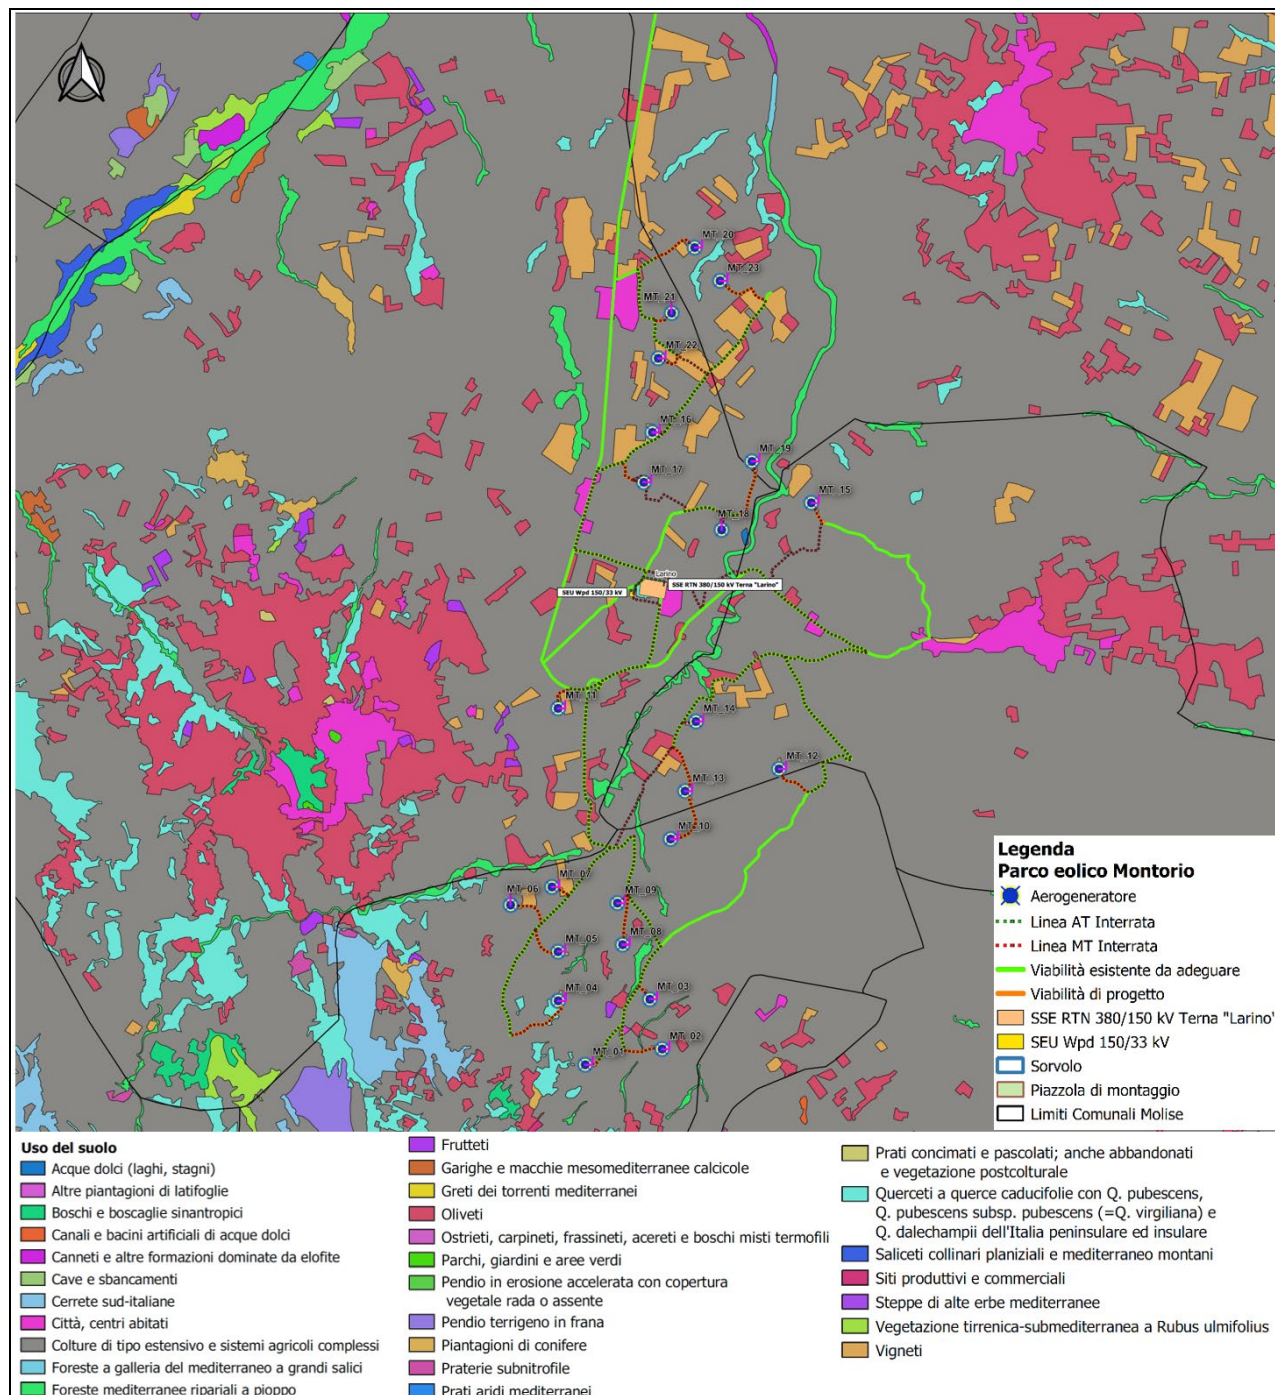 MT_20
MT_23
MT_21
MT_22
MT_16
MT_19
MT_17
MT_15
MT_18
Larino
SSE RTN 380/150 kV Terna "Larino"
SEU Wpd 150/33 kV
MT_11
MT_14
MT_12
MT_13
MT_10
MT_07
MT_06
MT_09
MT_08
MT_05
MT_04
MT_03
MT_02
MT_01
Legenda
Parco eolico Montorio
Aerogeneratore
Linea AT Interrata
Linea MT Interrata
Viabilità esistente da adeguare
Viabilità di progetto
SSE RTN 380/150 kV Terna "Larino"
SEU Wpd 150/33 kV
Sorvolo
Piazzola di montaggio
Limiti Comunali Molise
Uso del suolo
Acque dolci (laghi, stagni)
Altre piantagioni di latifoglie
Boschi e boscaglie sinantropici
Canali e bacini artificiali di acque dolci
Canneti e altre formazioni dominate da elofite
Cave e sbancamenti
Cerrete sud-italiane
Città, centri abitati
Colture di tipo estensivo e sistemi agricoli complessi
Foreste a galleria del mediterraneo a grandi salici
Foreste mediterranee ripariali a pioppo
Frutteti
Garighe e macchie mesomediterranee calcicole
Greti dei torrenti mediterranei
Oliveti
Ostrieti, carpineti, frassineti, acereti e boschi misti termofili
Parchi, giardini e aree verdi
Pendio in erosione accelerata con copertura
vegetale rada o assente
Pendio terrigeno in frana
Piantagioni di conifere
Praterie subnitrofile
Prati aridi mediterranei
Prati concimati e pascolati; anche abbandonati
e vegetazione postcolturale
Querceti a querce caducifolie con Q. pubescens,
Q. pubescens subsp. pubescens (=Q. virgiliana) e
Q. dalechampii dell'Italia peninsulare ed insulare
Saliceti collinari planiziali e mediterraneo montani
Siti produttivi e commerciali
Steppe di alte erbe mediterranee
Vegetazione tirrenica-submediterranea a Rubus ulmifolius
Vigneti